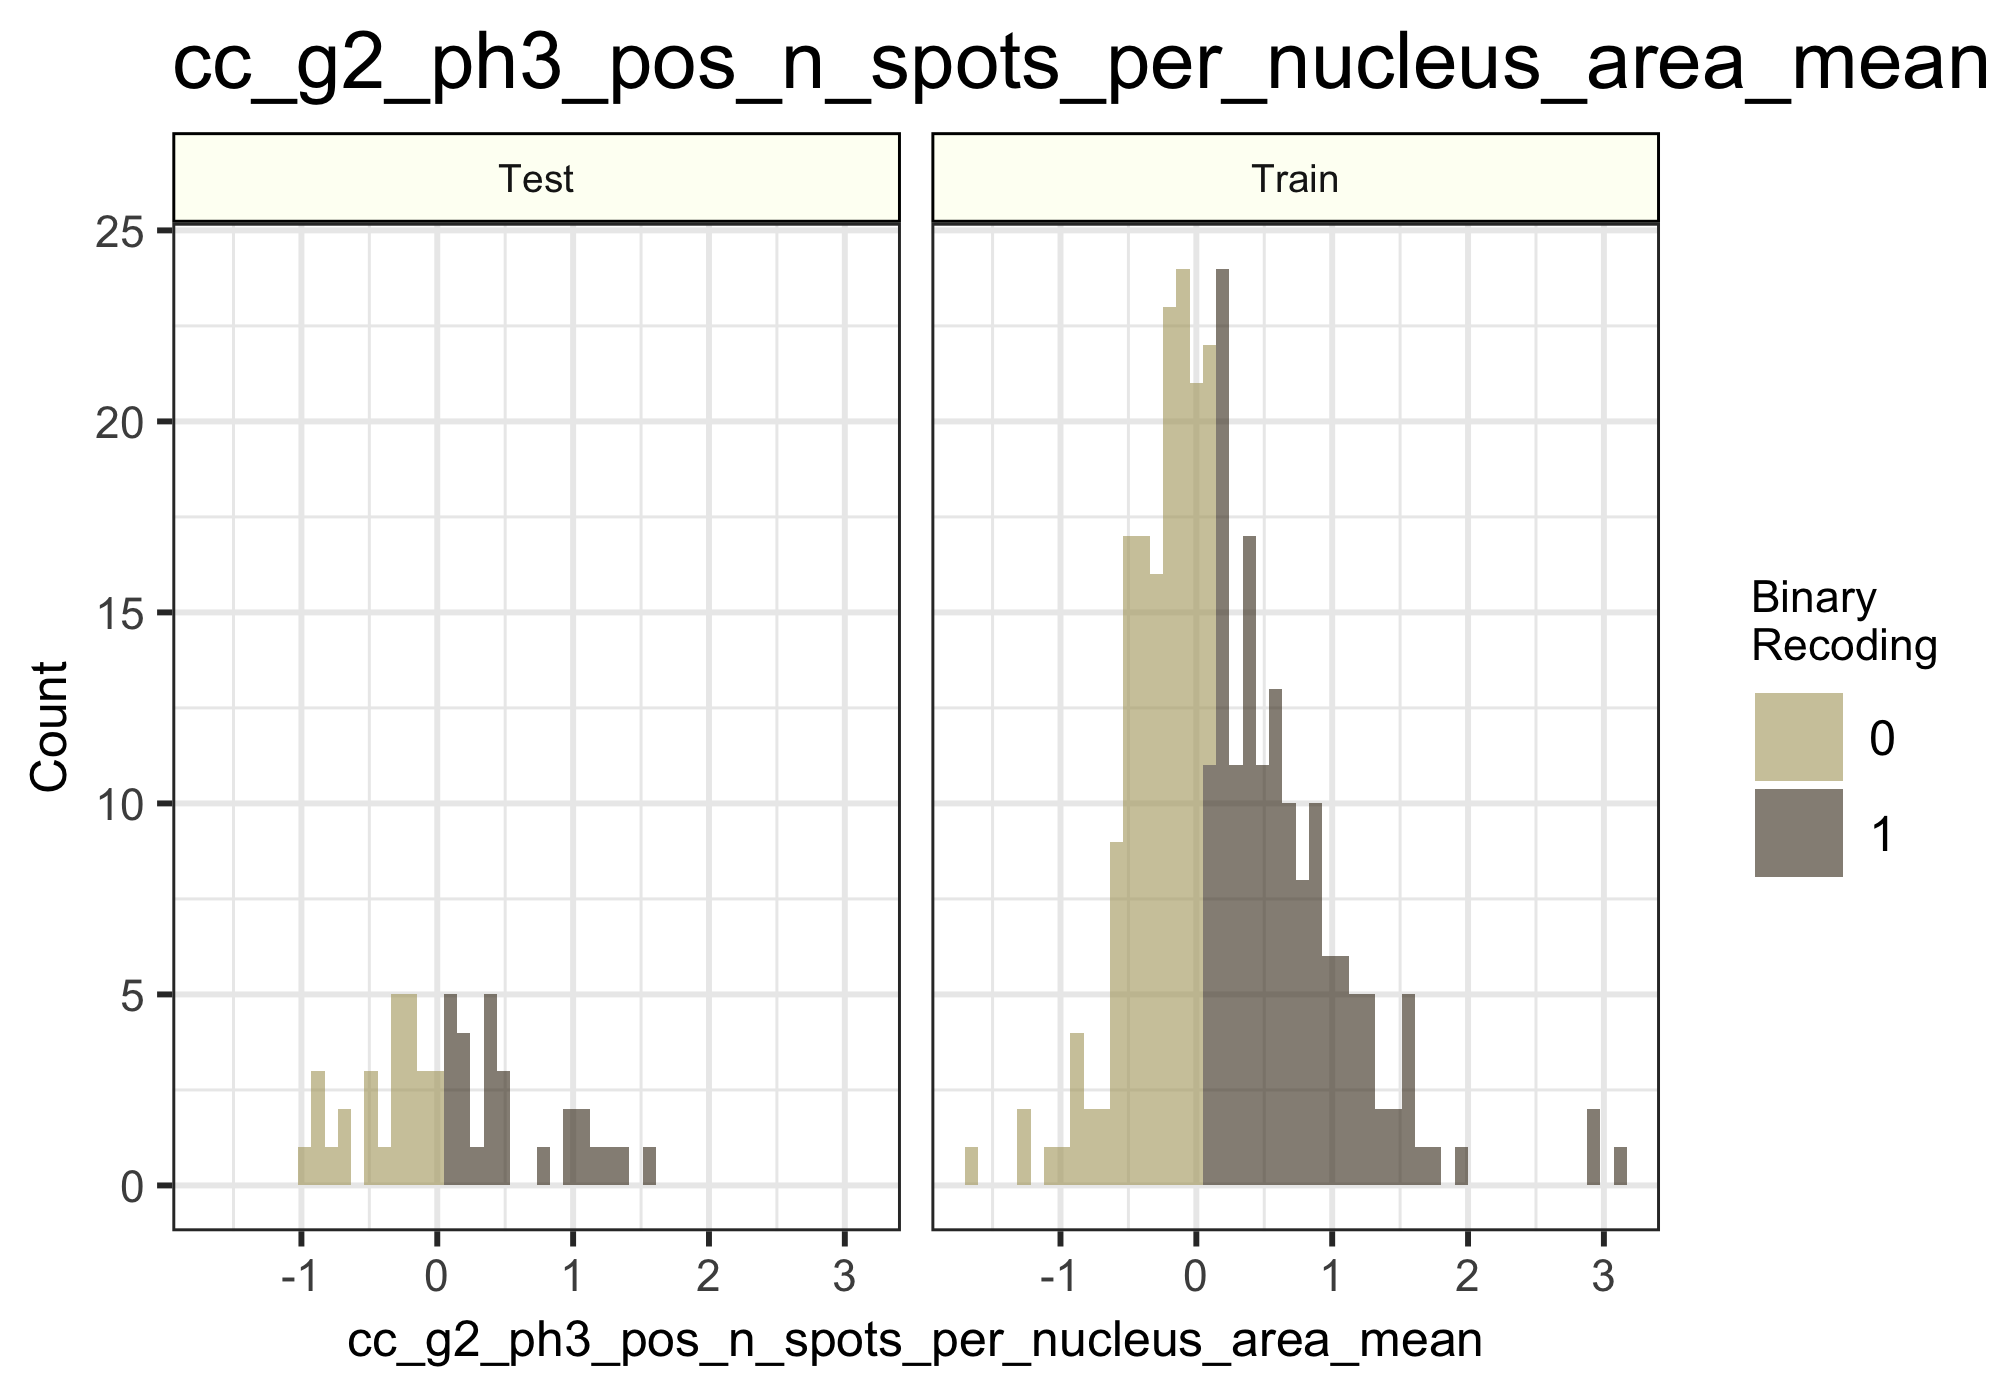 cc_g2_ph3_pos_n_spots_per_nucleus_area_mean
Test
Train
25
20
15
10
5
0
Count
-1 0 1 2 3
-1 0 1 2 3
cc_g2_ph3_pos_n_spots_per_nucleus_area_mean
Binary
Recoding
0
1